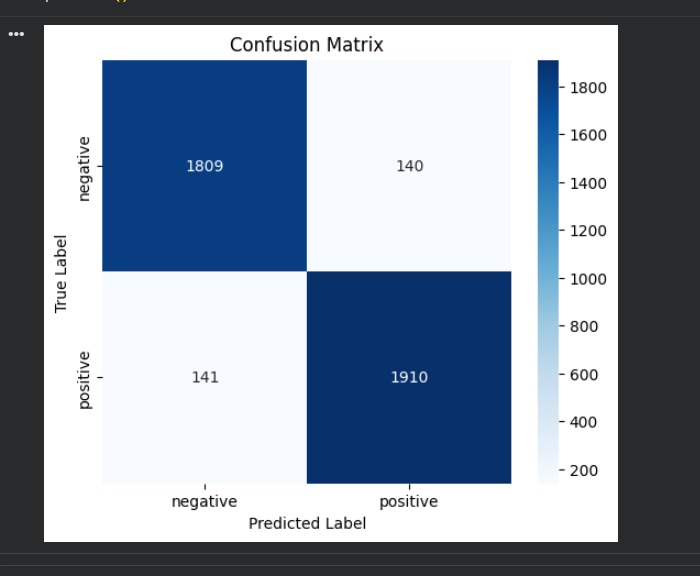 Confusion Matrix
negative
1809
140
1800
1600
1400
1200
1000
800
600
400
200
True Label
positive
141
1910
negative
positive
Predicted Label